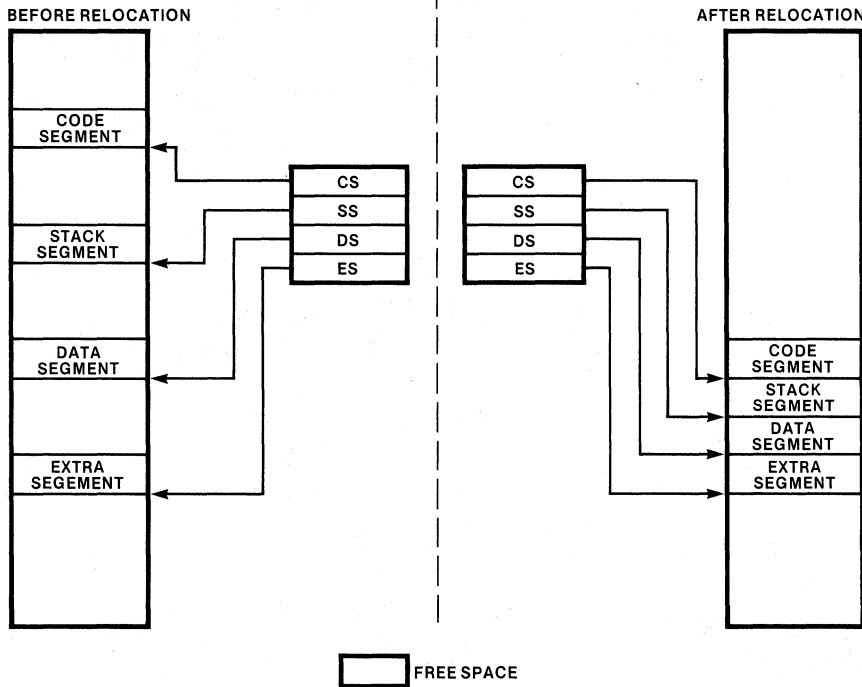 BEFORE RELOCATION
CODE
SEGMENT
STACK
SEGMENT
DATA
SEGMENT
EXTRA
SEGEMENT
CS
SS
DS
ES
AFTER RELOCATION
CS
SS
DS
ES
CODE
SEGMENT
STACK
SEGMENT
DATA
SEGMENT
EXTRA
SEGMENT
FREE SPACE